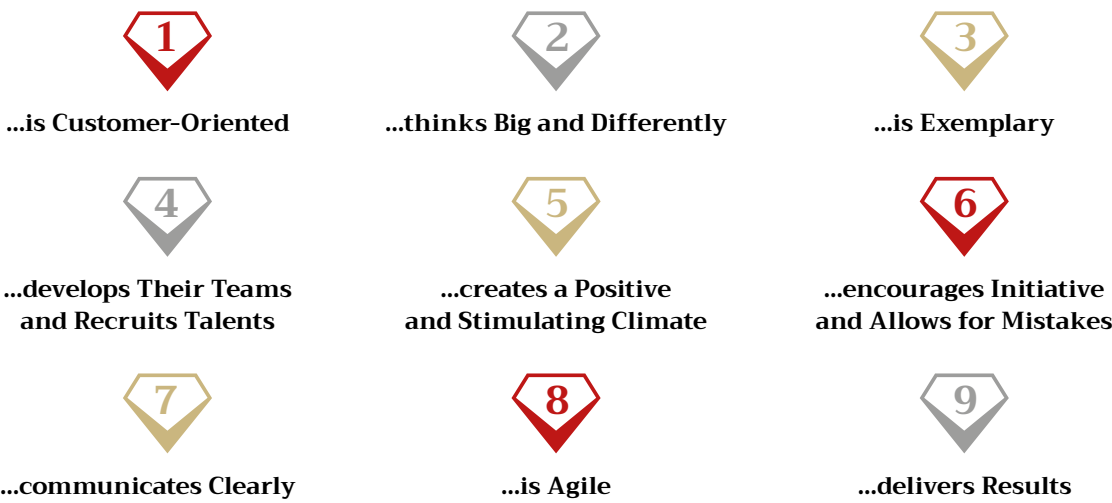 1
2
3
...is Customer-Oriented
...thinks Big and Differently
...is Exemplary
4
5
6
...develops Their Teams
and Recruits Talents
...creates a Positive
and Stimulating Climate
...encourages Initiative
and Allows for Mistakes
7
8
9
...communicates Clearly
...is Agile
...delivers Results